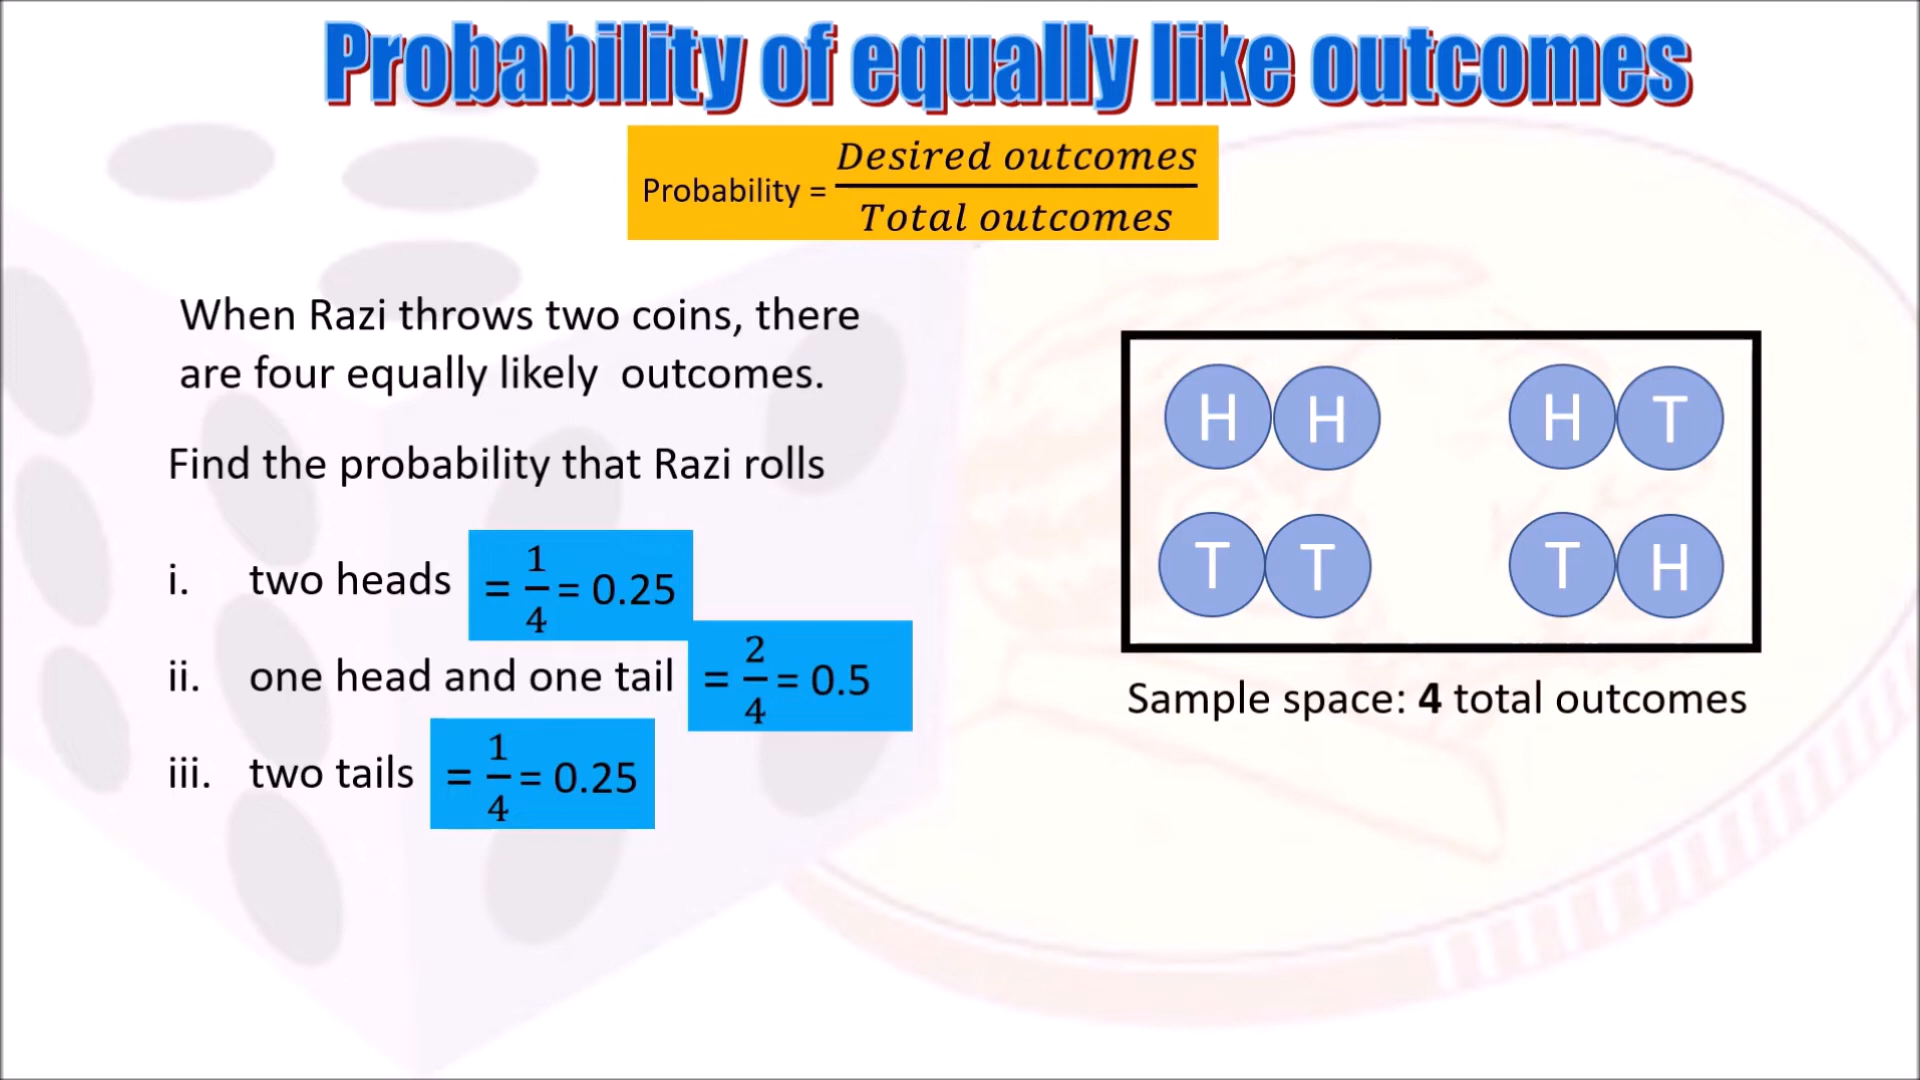 Probability of equally like outcomes
Probability = Desired outcomes / Total outcomes
When Razi throws two coins, there
are four equally likely outcomes.
Find the probability that Razi rolls
i. two heads = 1/4 = 0.25
ii. one head and one tail = 2/4 = 0.5
iii. two tails = 1/4 = 0.25
H H H T
T T T H
Sample space: 4 total outcomes